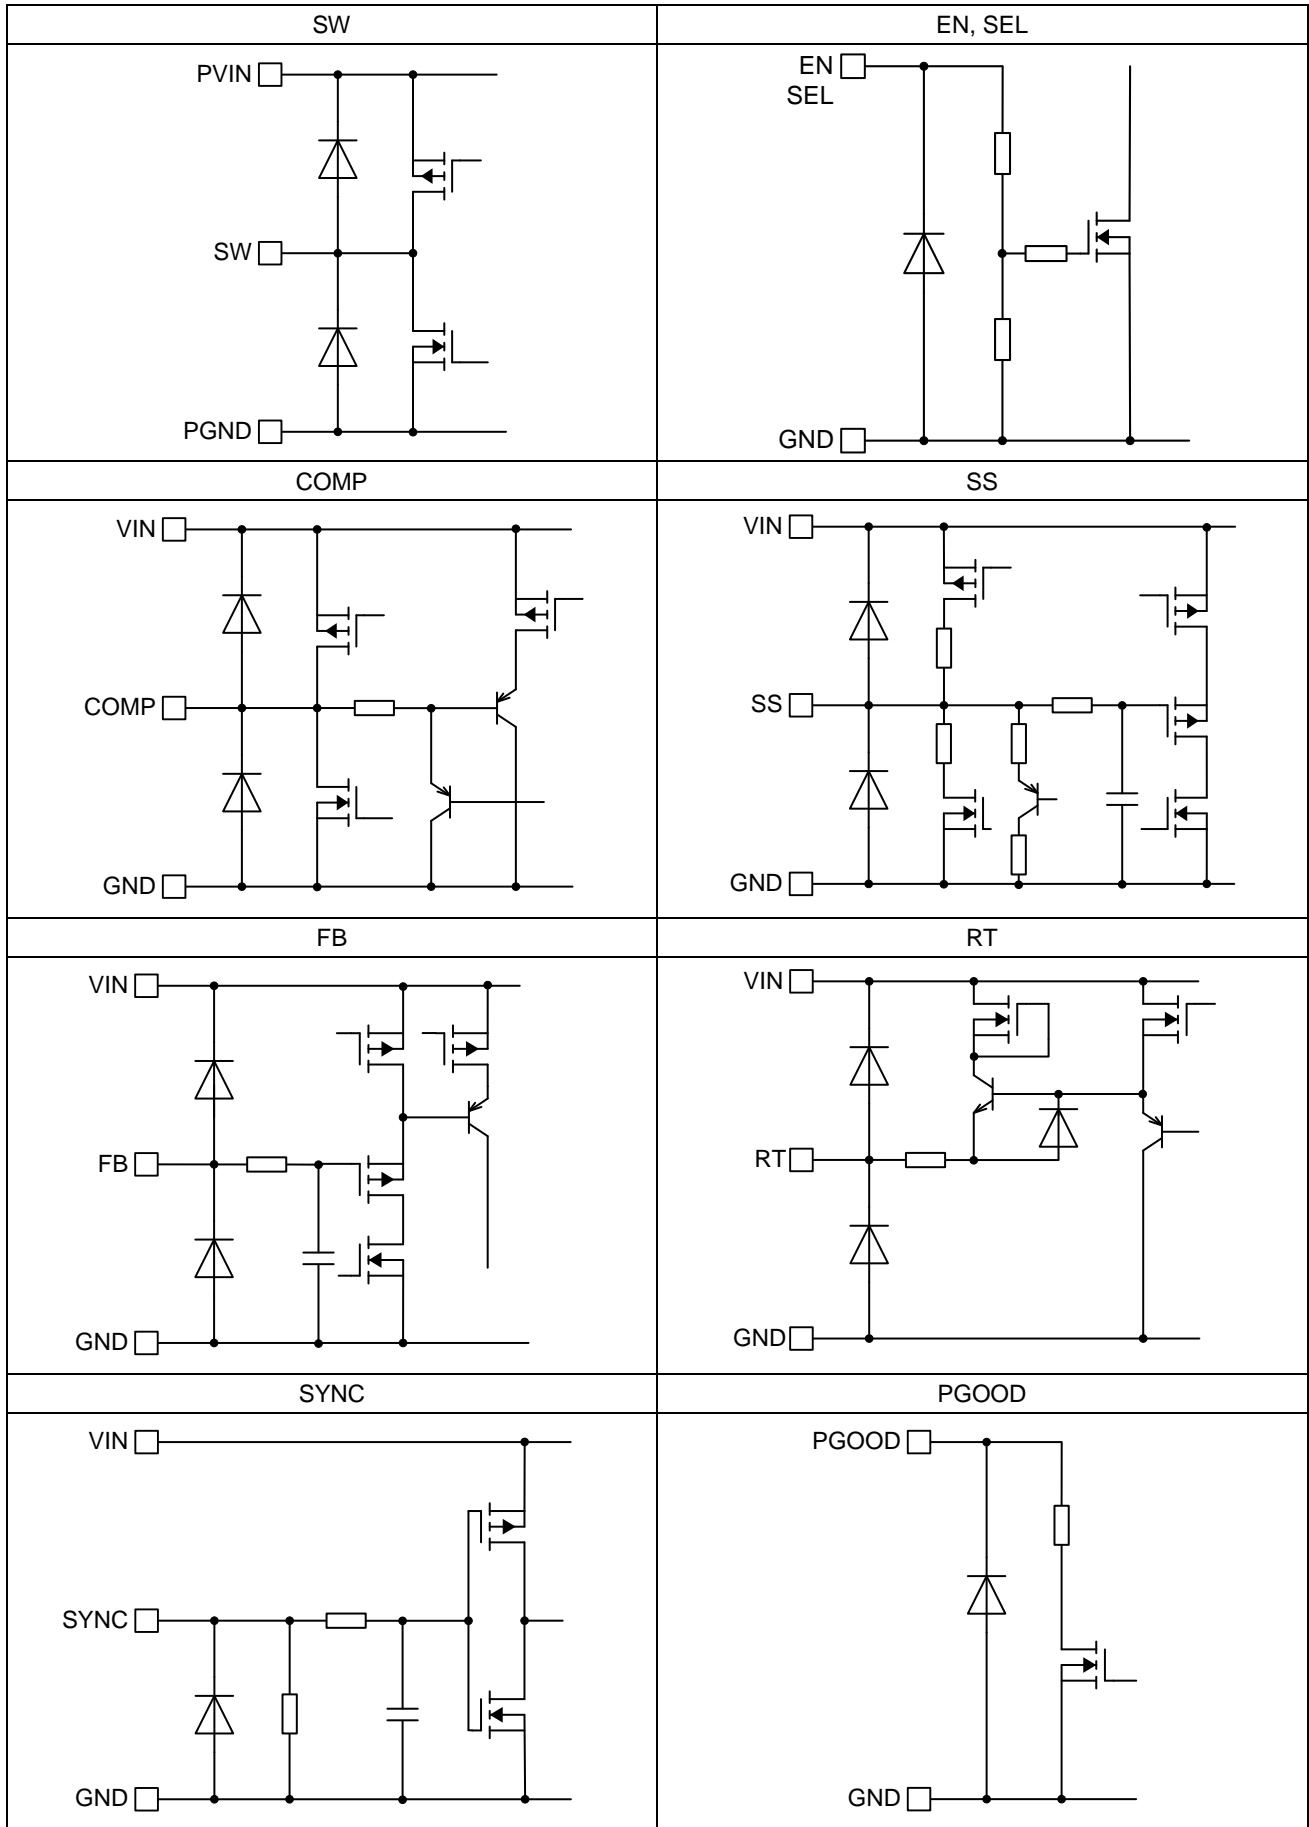 SW
EN, SEL
PVIN
SW
PGND
EN
SEL
GND
COMP
SS
VIN
COMP
GND
VIN
SS
GND
FB
RT
VIN
FB
GND
VIN
RT
GND
SYNC
PGOOD
VIN
SYNC
GND
PGOOD
GND